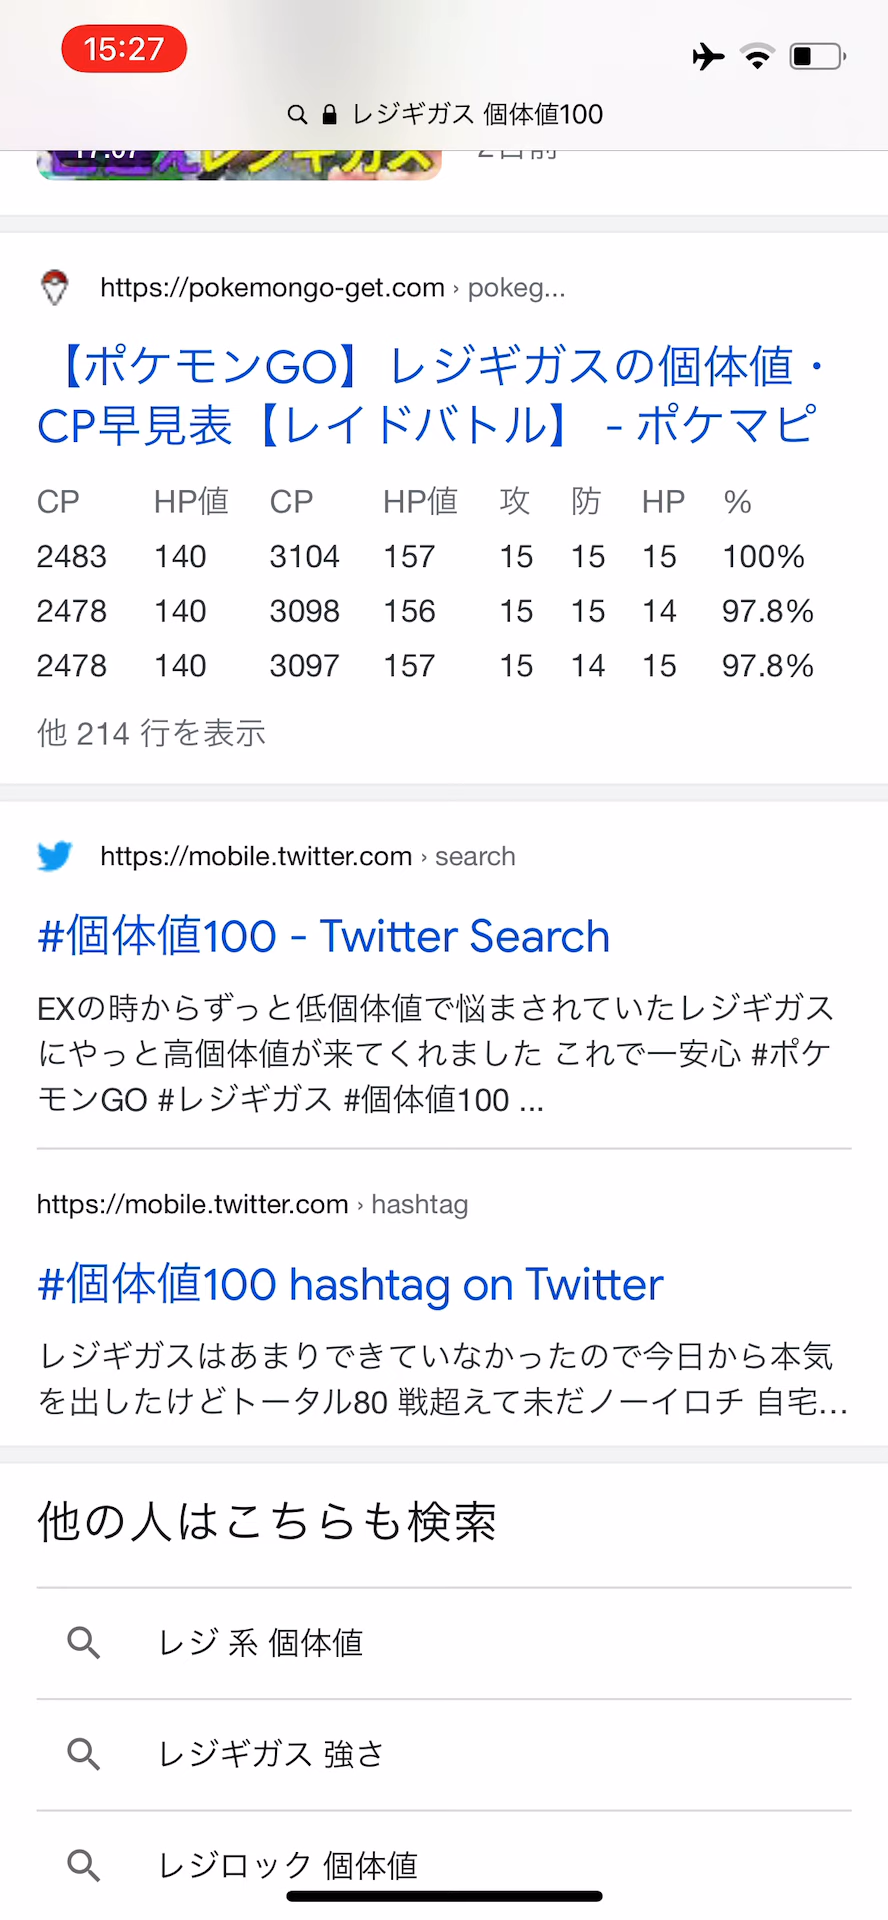 15:27
レジギガス 個体値100
17:07
2日前
https://pokemongo-get.com › pokeg...
【ポケモンGO】レジギガスの個体値・
CP早見表【レイドバトル】 - ポケマピ
CP HP値 CP HP値 攻 防 HP %
2483 140 3104 157 15 15 15 100%
2478 140 3098 156 15 15 14 97.8%
2478 140 3097 157 15 14 15 97.8%
他 214 行を表示
https://mobile.twitter.com › search
#個体値100 - Twitter Search
EXの時からずっと低個体値で悩まされていたレジギガス
にやっと高個体値が来てくれました これで一安心 #ポケ
モンGO #レジギガス #個体値100 ...
https://mobile.twitter.com › hashtag
#個体値100 hashtag on Twitter
レジギガスはあまりできていなかったので今日から本気
を出したけどトータル80 戦超えて未だノーイロチ 自宅...
他の人はこちらも検索
レジ 系 個体値
レジギガス 強さ
レジロック 個体値